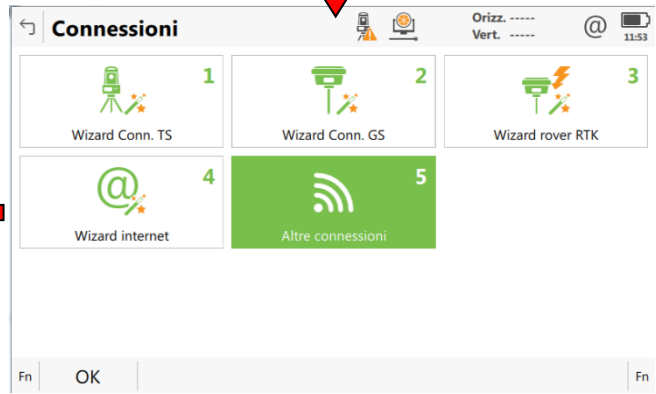 Connessioni
Orizz. -----
Vert. -----
@
11:53
1
Wizard Conn. TS
2
Wizard Conn. GS
3
Wizard rover RTK
@
4
Wizard internet
5
Altre connessioni
Fn
OK
Fn